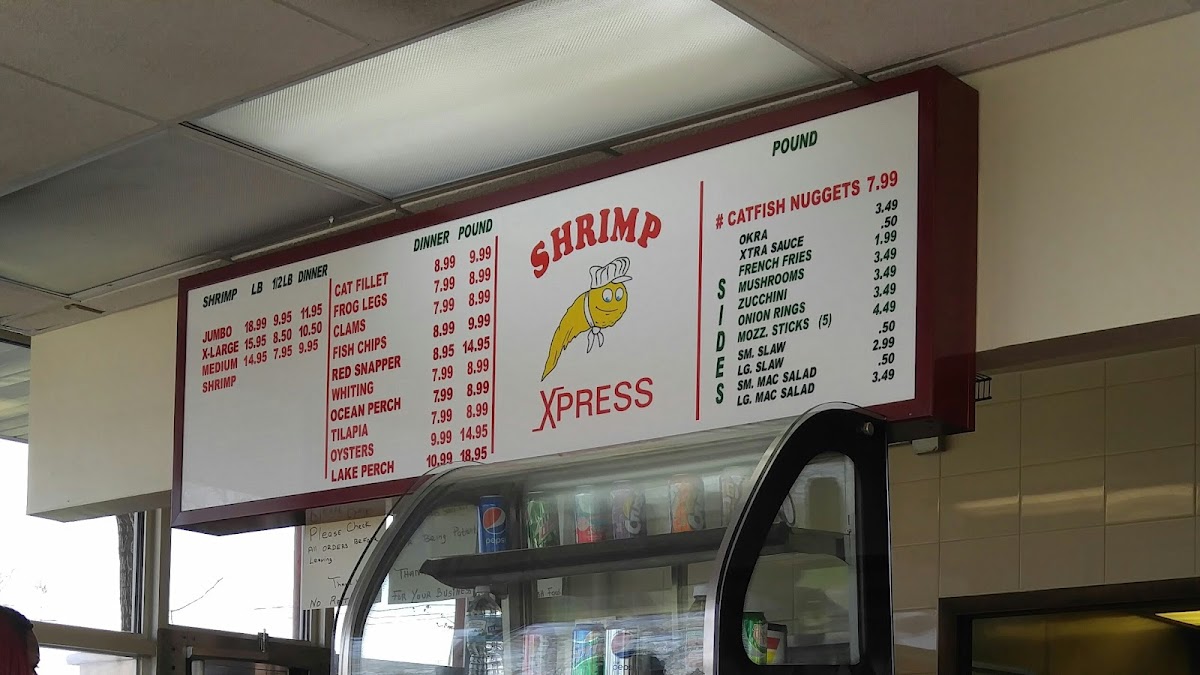 SHRIMP LB 1/2LB DINNER
JUMBO 18.99 9.95 11.95
X-LARGE 15.95 8.50 10.50
MEDIUM 14.95 7.95 9.95
SHRIMP
DINNER POUND
CAT FILLET 8.99 9.99
FROG LEGS 7.99 8.99
CLAMS 7.99 8.99
FISH CHIPS 8.99 9.99
RED SNAPPER 8.95 14.95
WHITING 7.99 8.99
OCEAN PERCH 7.99 8.99
TILAPIA 7.99 8.99
OYSTERS 9.99 14.95
LAKE PERCH 10.99 18.95
SHRIMP
XPRESS
POUND
# CATFISH NUGGETS 7.99
SIDES
OKRA 3.49
XTRA SAUCE .50
FRENCH FRIES 1.99
MUSHROOMS 3.49
ZUCCHINI 3.49
ONION RINGS 3.49
MOZZ. STICKS (5) 4.49
SM. SLAW .50
LG. SLAW 2.99
SM. MAC SALAD .50
LG. MAC SALAD 3.49
Please Check
All orders Before
Leaving
Being Patient
For Your Business
pepsi